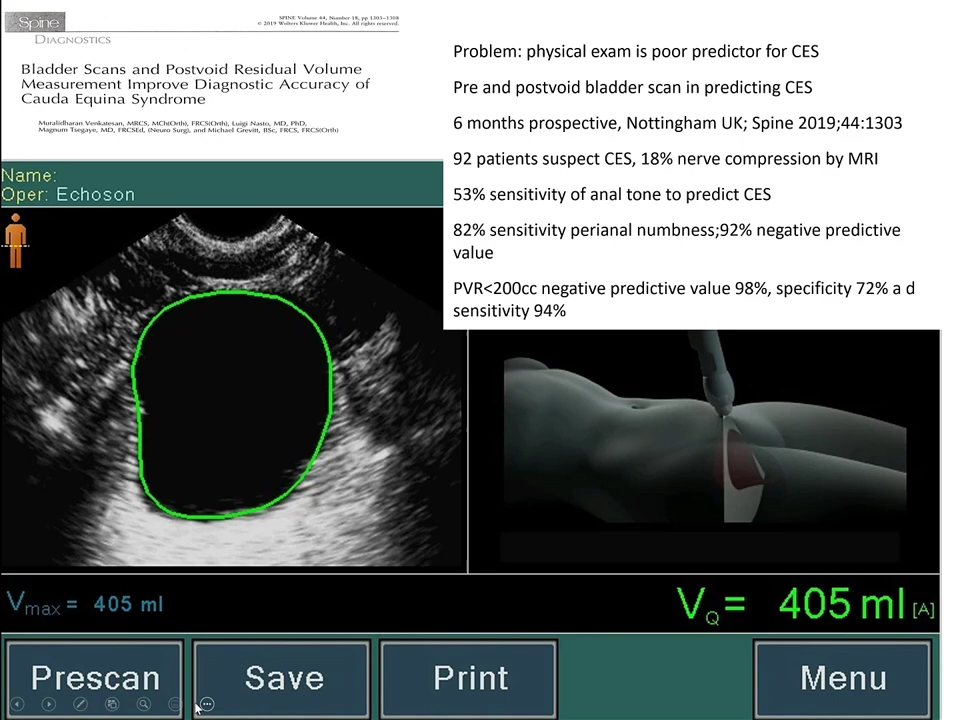 Spine
SPINE Volume 44, Number 18, pp 1303–1308
© 2019 Wolters Kluwer Health, Inc. All rights reserved.
DIAGNOSTICS
Bladder Scans and Postvoid Residual Volume
Measurement Improve Diagnostic Accuracy of
Cauda Equina Syndrome
Muralidharan Venkatesan, MRCS, MCh(Orth), FRCS(Orth), Luigi Nasto, MD, PhD,
Magnum Tsegaye, MD, FRCSEd, (Neuro Surg), and Michael Grevitt, BSc, FRCS, FRCS(Orth)
Problem: physical exam is poor predictor for CES
Pre and postvoid bladder scan in predicting CES
6 months prospective, Nottingham UK; Spine 2019;44:1303
92 patients suspect CES, 18% nerve compression by MRI
53% sensitivity of anal tone to predict CES
82% sensitivity perianal numbness;92% negative predictive
value
PVR<200cc negative predictive value 98%, specificity 72% a d
sensitivity 94%
Name:
Oper: Echoson
Vmax = 405 ml
VQ = 405 ml [A]
Prescan
Save
Print
Menu